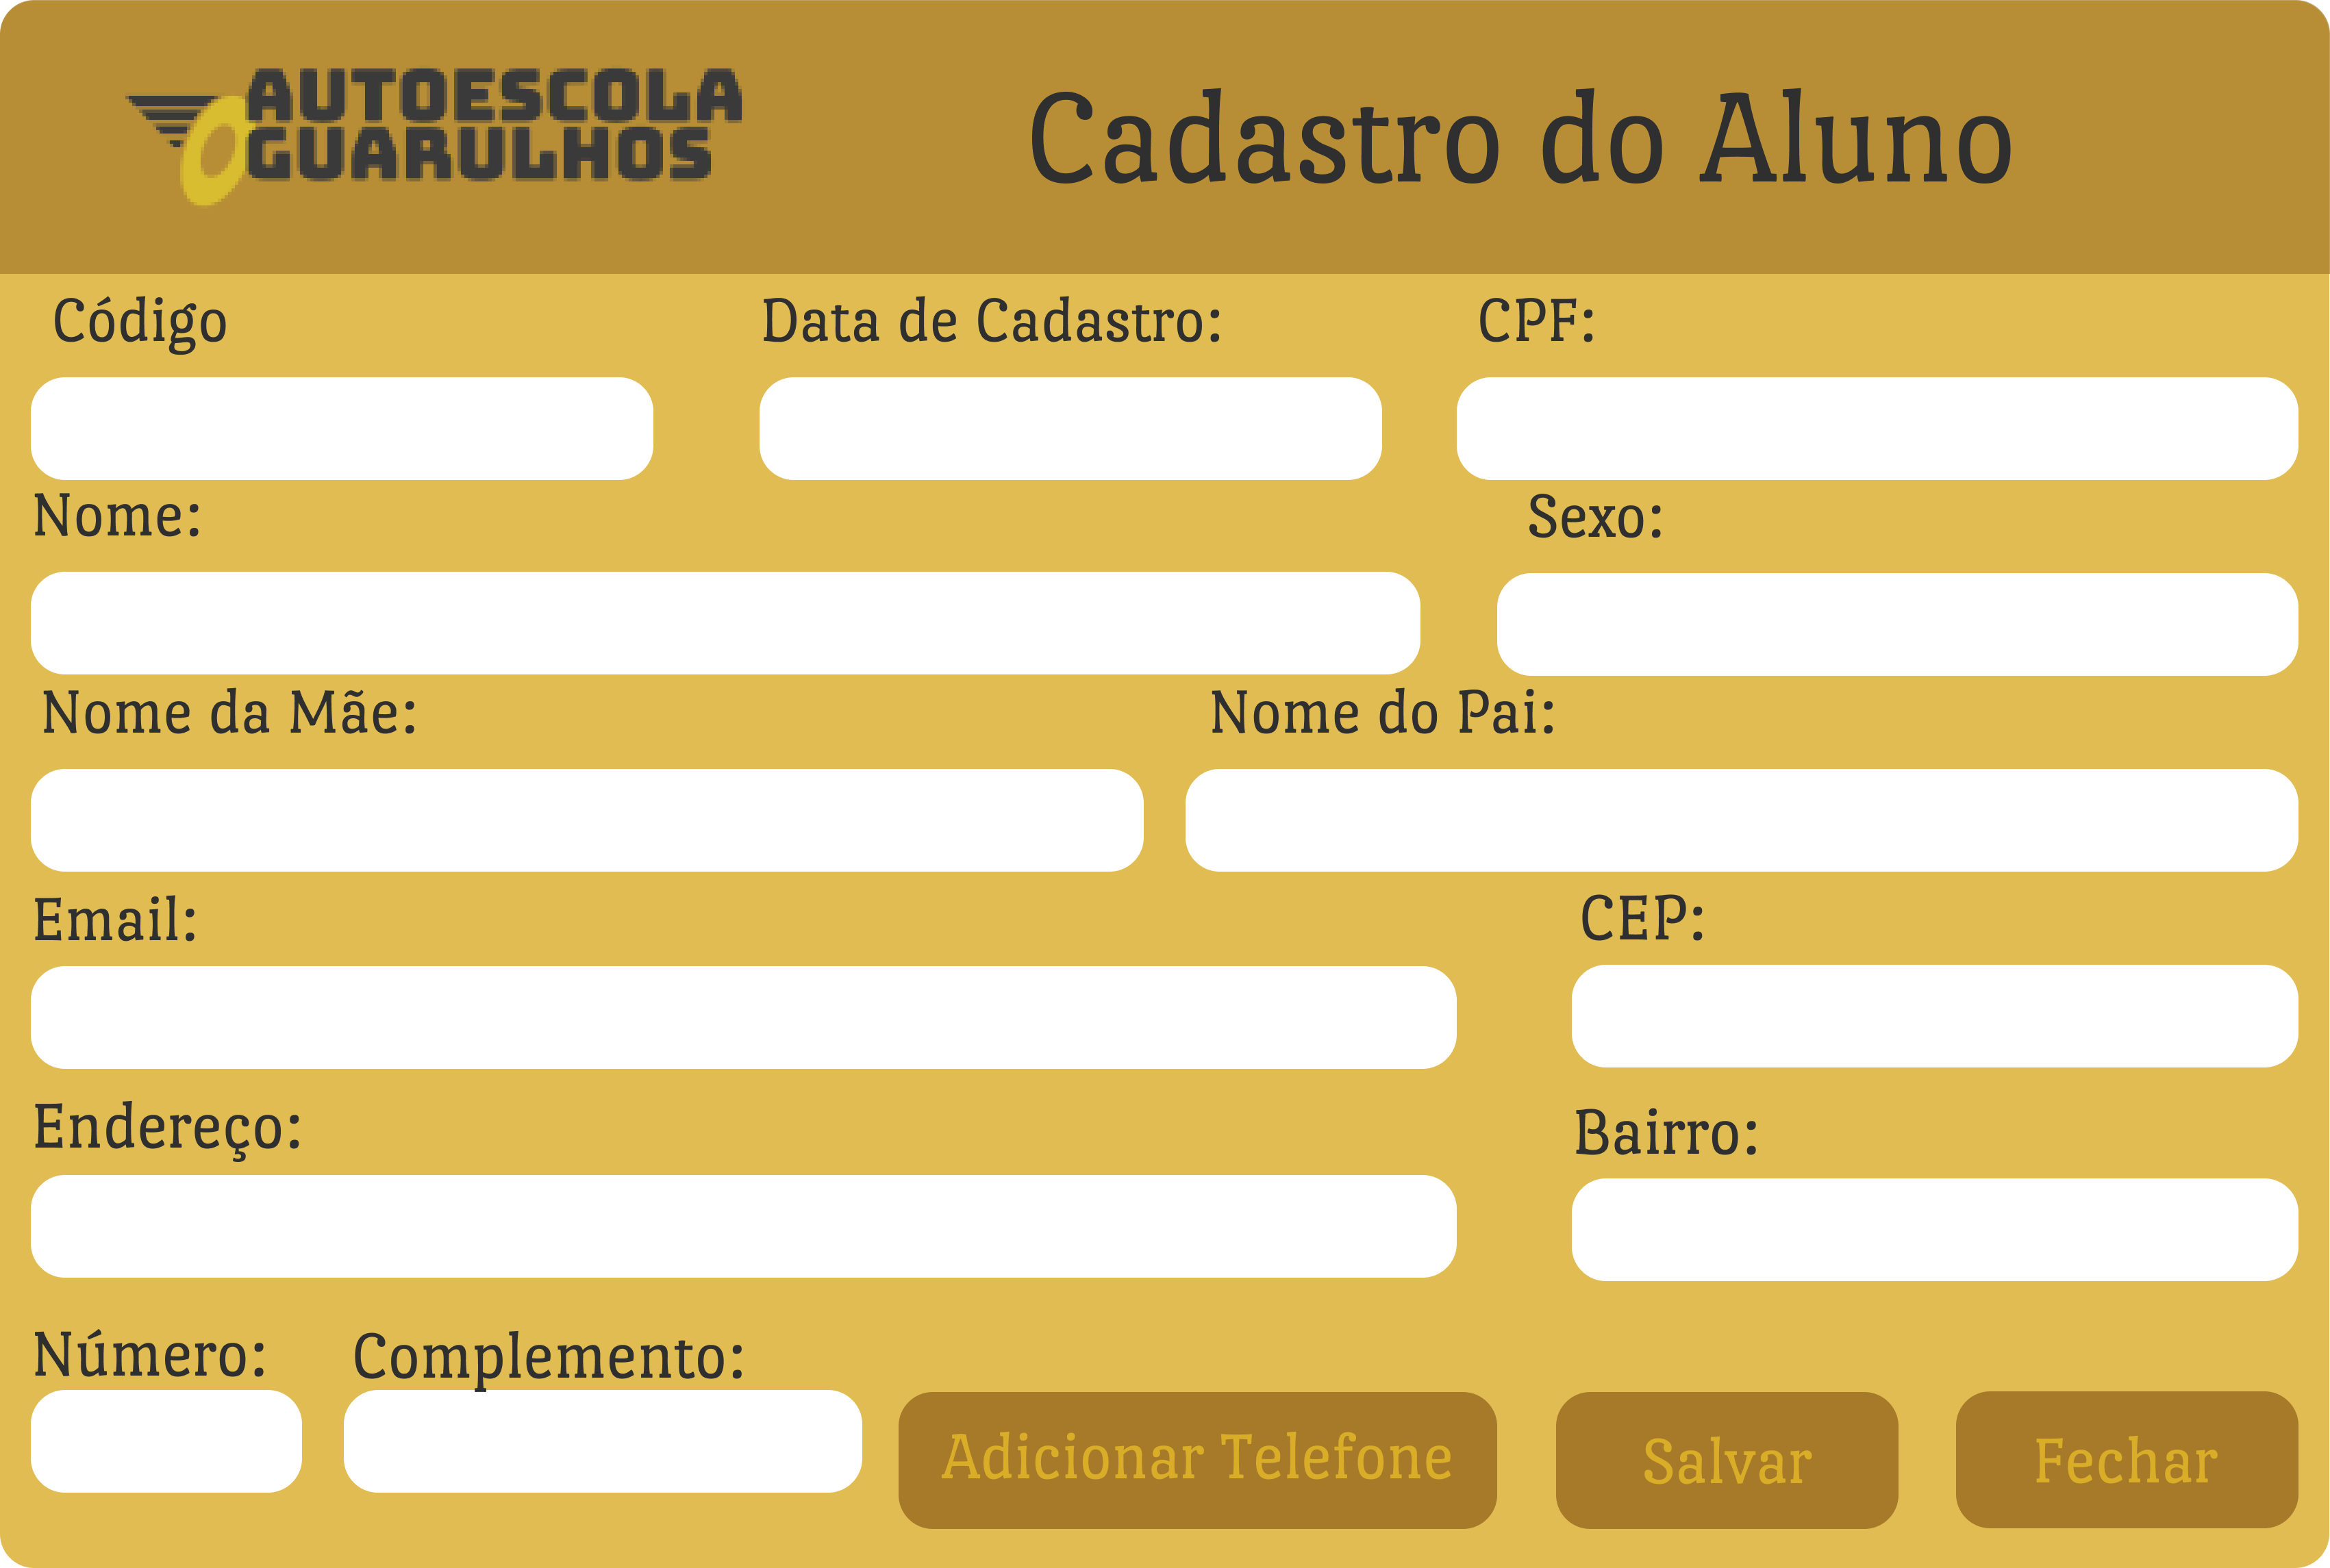 AUTOESCOLA
GUARULHOS
Cadastro do Aluno
Código
Data de Cadastro:
CPF:
Nome:
Sexo:
Nome da Mãe:
Nome do Pai:
Email:
CEP:
Endereço:
Bairro:
Número:
Complemento:
Adicionar Telefone
Salvar
Fechar